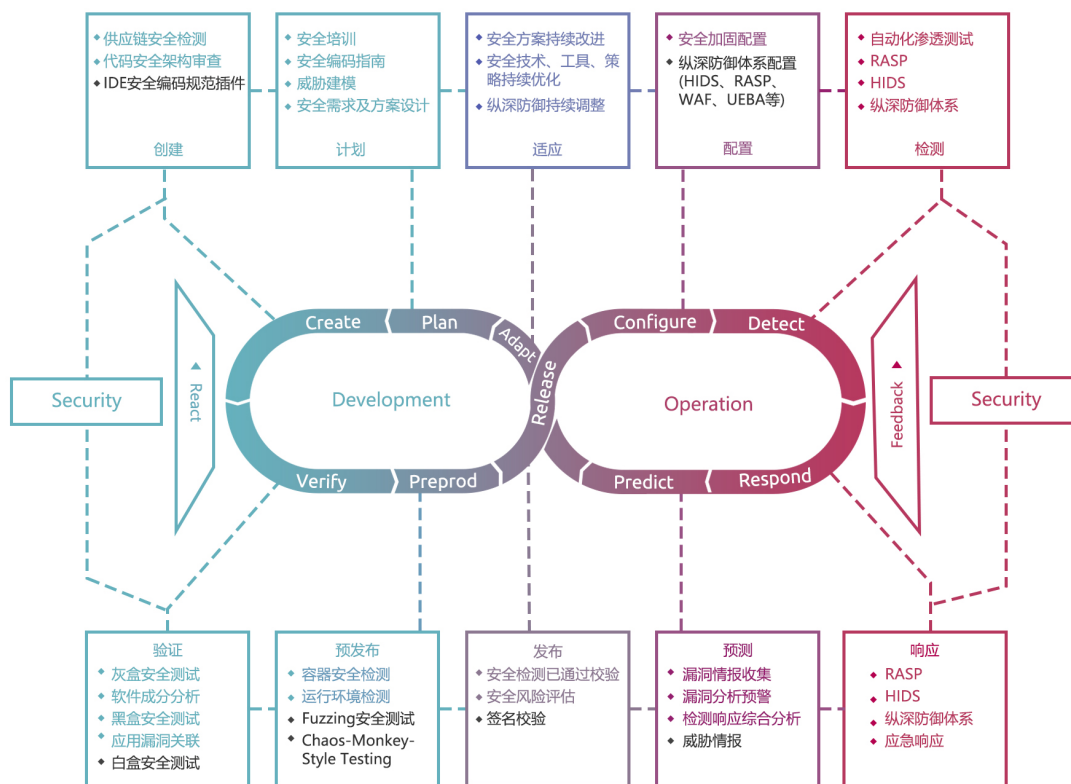 供应链安全检测
代码安全架构审查
IDE安全编码规范插件
创建
安全培训
安全编码指南
威胁建模
安全需求及方案设计
计划
安全方案持续改进
安全技术、工具、策
略持续优化
纵深防御持续调整
适应
安全加固配置
纵深防御体系配置
(HIDS、RASP、
WAF、UEBA等)
配置
自动化渗透测试
RASP
HIDS
纵深防御体系
检测
Create
Plan
Adapt
Release
Configure
Detect
Security
React
Development
Operation
Feedback
Security
Verify
Preprod
Predict
Respond
验证
灰盒安全测试
软件成分分析
黑盒安全测试
应用漏洞关联
白盒安全测试
预发布
容器安全检测
运行环境检测
Fuzzing安全测试
Chaos-Monkey-
Style Testing
发布
安全检测已通过校验
安全风险评估
签名校验
预测
漏洞情报收集
漏洞分析预警
检测响应综合分析
威胁情报
响应
RASP
HIDS
纵深防御体系
应急响应